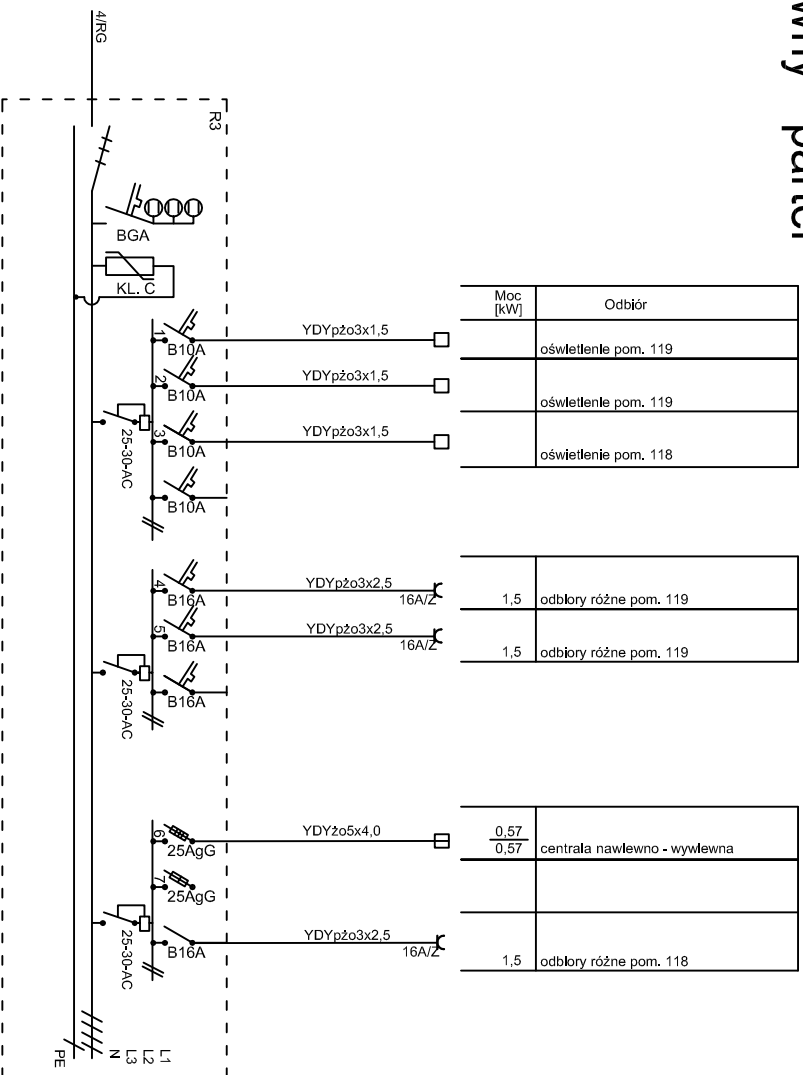 wny parter
4/RG
R3
BGA
KL. C
Moc
[kW]
Odbiór
1
B10A
YDYpżo3x1,5
oświetlenie pom. 119
2
B10A
YDYpżo3x1,5
oświetlenie pom. 119
3
B10A
YDYpżo3x1,5
oświetlenie pom. 118
B10A
25-30-AC
4
B16A
YDYpżo3x2,5
16A/Z
1,5
odbiory różne pom. 119
5
B16A
YDYpżo3x2,5
16A/Z
1,5
odbiory różne pom. 119
B16A
25-30-AC
6
25AgG
YDYżo5x4,0
0,57
0,57
centrala nawiewno - wywiewna
7
25AgG
B16A
YDYpżo3x2,5
16A/Z
1,5
odbiory różne pom. 118
25-30-AC
L1
L2
L3
N
PE